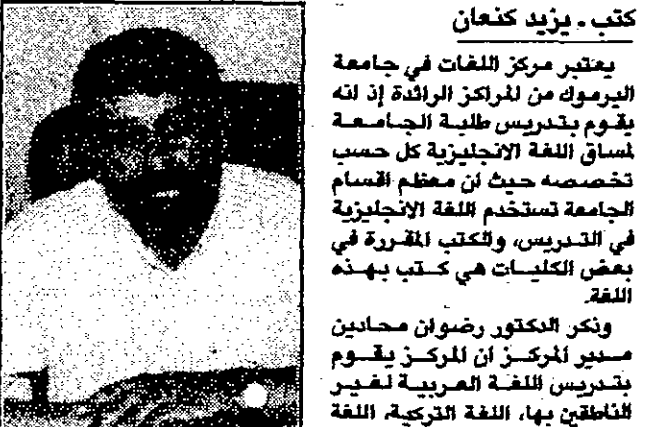 كتب - يزيد كنعان
يعتبر مركز اللغات في جامعة
اليرموك من المراكز الرائدة إذ انه
يقوم بتدريس طلبة الجامعة
لمساق اللغة الانجليزية كل حسب
تخصصه حيث ان معظم اقسام
الجامعة تستخدم اللغة الانجليزية
في التدريس، والكتب المقررة في
بعض الكليات هي كتب بهذه
اللغة.
وذكر الدكتور رضوان محادين
مدير المركز ان المركز يقوم
بتدريس اللغة العربية لغير
الناطقين بها، اللغة التركية، اللغة